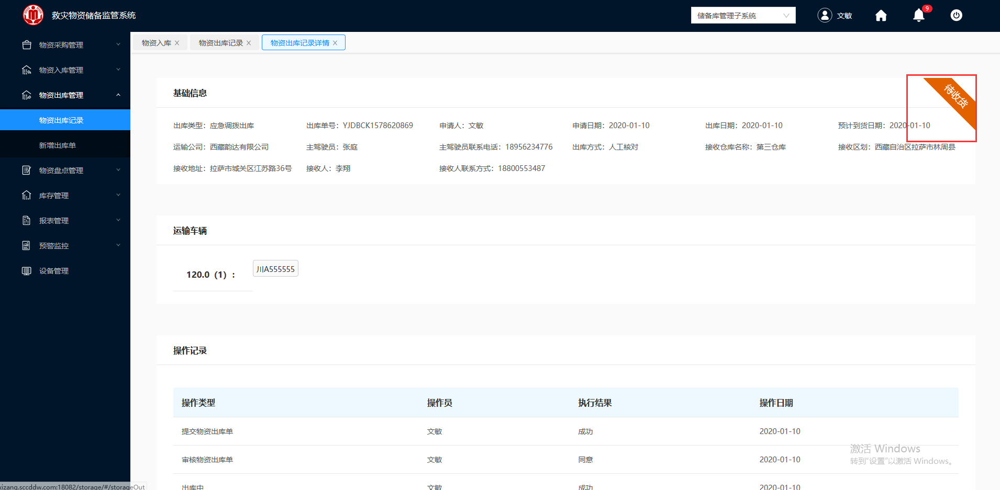 救灾物资储备监管系统
储备库管理子系统
文敏
9
物资采购管理
物资入库管理
物资出库管理
物资出库记录
新增出库单
物资盘点管理
库存管理
报表管理
预警监控
设备管理
物资入库
物资出库记录
物资出库记录详情
基础信息
待收货
出库类型：应急调拨出库
出库单号：YJDBCK1578620869
申请人：文敏
申请日期：2020-01-10
出库日期：2020-01-10
预计到货日期：2020-01-10
运输公司：西藏韵达有限公司
主驾驶员：张庭
主驾驶员联系电话：18956234776
出库方式：人工核对
接收仓库名称：第三仓库
接收区划：西藏自治区拉萨市林周县
接收地址：拉萨市城关区江苏路36号
接收人：李翔
接收人联系方式：18800553487
运输车辆
120.0（1）:
川A555555
操作记录
操作类型 操作员 执行结果 操作日期
提交物资出库单 文敏 成功 2020-01-10
审核物资出库单 文敏 同意 2020-01-10
出库中 文敏 成功 2020-01-10
激活 Windows
转到"设置"以激活 Windows。
xizang.sccddw.com:18082/storage/#/storageOut